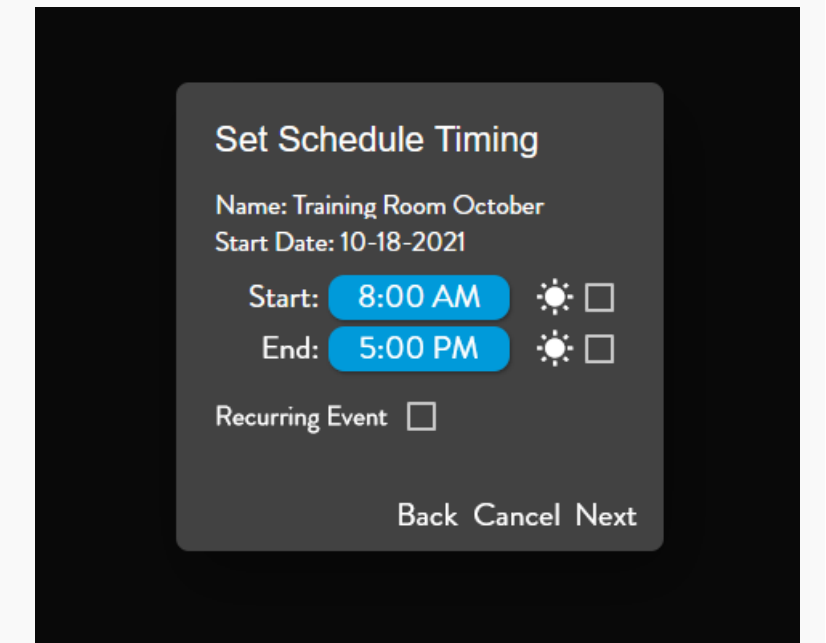 Set Schedule Timing
Name: Training Room October
Start Date: 10-18-2021
Start: 8:00 AM
End: 5:00 PM
Recurring Event
Back Cancel Next